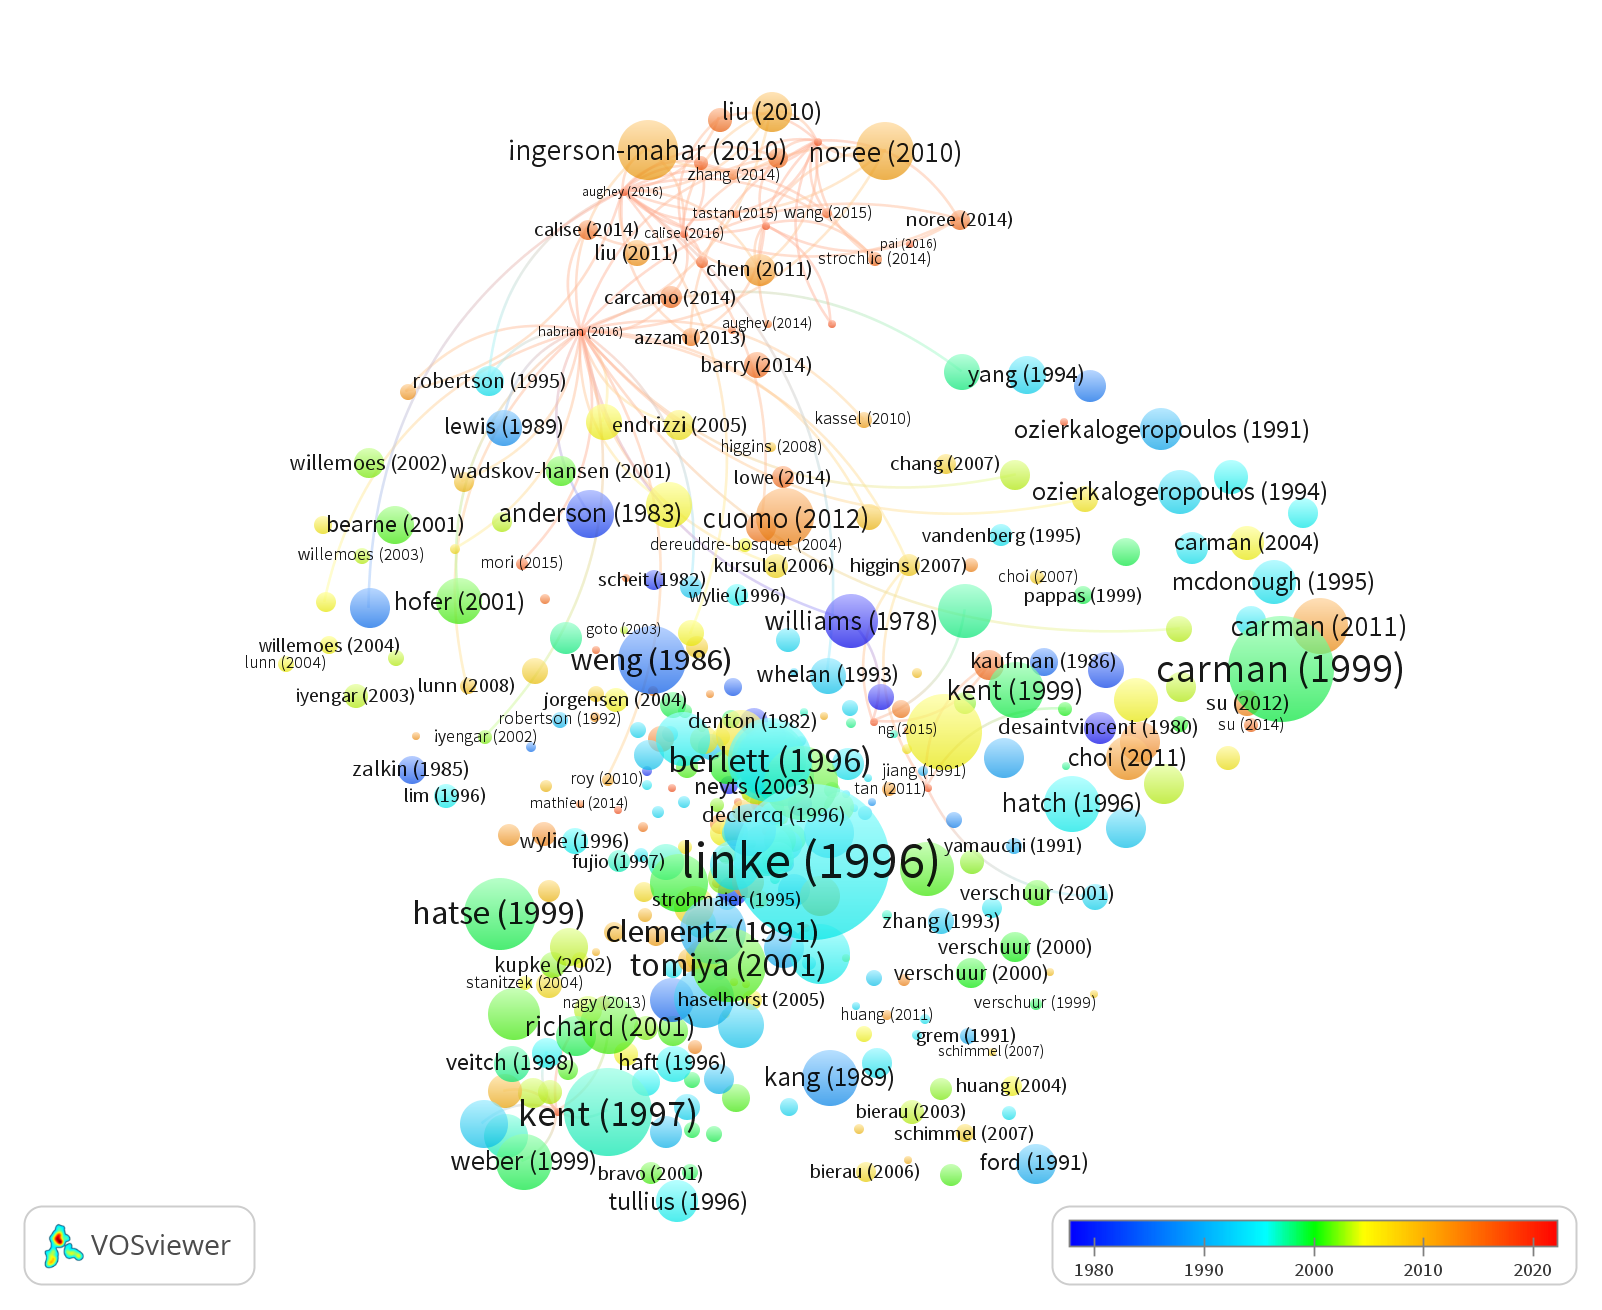 liu (2010)
ingerson-mahar (2010)
noree (2010)
zhang (2014)
aughey (2016)
tastan (2015)
wang (2015)
noree (2014)
calise (2014)
calise (2016)
pai (2016)
liu (2011)
strochlic (2014)
chen (2011)
carcamo (2014)
aughey (2014)
habrian (2016)
azzam (2013)
barry (2014)
robertson (1995)
yang (1994)
kassel (2010)
lewis (1989)
endrizzi (2005)
ozierkalogeropoulos (1991)
higgins (2008)
willemoes (2002)
wadskov-hansen (2001)
chang (2007)
lowe (2014)
ozierkalogeropoulos (1994)
anderson (1983)
cuomo (2012)
bearne (2001)
vandenberg (1995)
carman (2004)
dereuddre-bosquet (2004)
willemoes (2003)
mori (2015)
kursula (2006)
higgins (2007)
choi (2007)
scheit (1982)
mcdonough (1995)
wylie (1996)
pappas (1999)
hofer (2001)
williams (1978)
goto (2003)
carman (2011)
willemoes (2004)
lunn (2004)
weng (1986)
kaufman (1986)
carman (1999)
whelan (1993)
lunn (2008)
kent (1999)
iyengar (2003)
jorgensen (2004)
su (2012)
robertson (1992)
denton (1982)
desaintvincent (1980)
su (2014)
ng (2015)
iyengar (2002)
choi (2011)
berlett (1996)
zalkin (1985)
jiang (1991)
roy (2010)
neyts (2003)
tan (2011)
lim (1996)
mathieu (2014)
hatch (1996)
declercq (1996)
wylie (1996)
yamauchi (1991)
linke (1996)
fujio (1997)
verschuur (2001)
strohmaier (1995)
hatse (1999)
zhang (1993)
clementz (1991)
verschuur (2000)
kupke (2002)
tomiya (2001)
verschuur (2000)
stanitzek (2004)
nagy (2013)
haselhorst (2005)
verschuur (1999)
huang (2011)
richard (2001)
grem (1991)
schimmel (2007)
veitch (1998)
haft (1996)
kang (1989)
huang (2004)
kent (1997)
bierau (2003)
schimmel (2007)
weber (1999)
bravo (2001)
bierau (2006)
ford (1991)
tullius (1996)
VOSviewer
1980 1990 2000 2010 2020